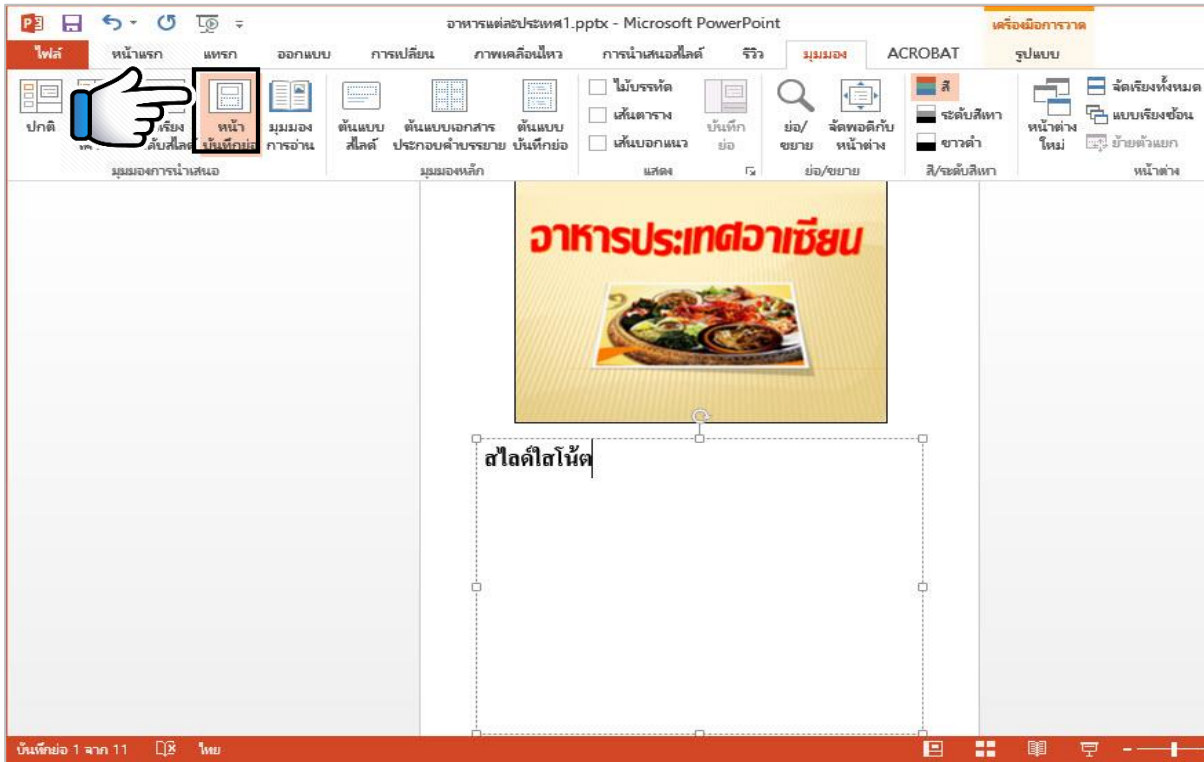 อาหารแต่ละประเทศ1.pptx - Microsoft PowerPoint
เครื่องมือการวาด
ไฟล์ หน้าแรก แทรก ออกแบบ การเปลี่ยน ภาพเคลื่อนไหว การนำเสนอสไลด์ รีวิว มุมมอง ACROBAT รูปแบบ
ปกติ
หน้า
บันทึกย่อ
มุมมอง
การอ่าน
มุมมองการนำเสนอ
ต้นแบบ
สไลด์
ต้นแบบเอกสาร
ประกอบคำบรรยาย
ต้นแบบ
บันทึกย่อ
มุมมองหลัก
ไม้บรรทัด
เส้นตาราง
เส้นบอกแนว
บันทึก
ย่อ
แสดง
ย่อ/
ขยาย
จัดพอดีกับ
หน้าต่าง
ย่อ/ขยาย
สี
ระดับสีเทา
ขาวดำ
สี/ระดับสีเทา
หน้าต่าง
ใหม่
จัดเรียงทั้งหมด
แบบเรียงซ้อน
ย้ายตัวแยก
หน้าต่าง
อาหารประเทศอาเซียน
สไลด์ใสโน้ต
บันทึกย่อ 1 จาก 11 ไทย